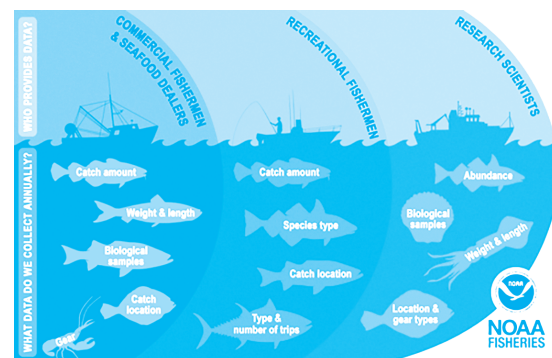 WHO PROVIDES DATA?
COMMERCIAL FISHERMEN
& SEAFOOD DEALERS
RECREATIONAL FISHERMEN
RESEARCH SCIENTISTS
WHAT DATA DO WE COLLECT ANNUALLY?
Catch amount
Weight & length
Biological
samples
Catch
location
Gear
Catch amount
Species type
Catch location
Type &
number of trips
Abundance
Biological
samples
Weight & length
Location &
gear types
NOAA
NOAA
FISHERIES